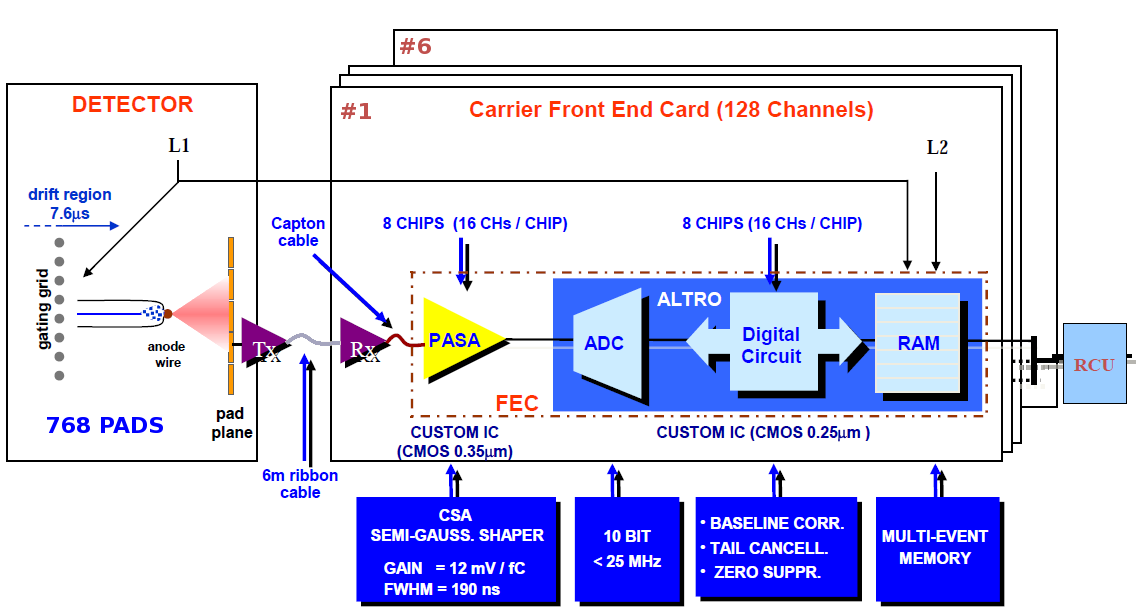 #6
DETECTOR
#1
Carrier Front End Card (128 Channels)
L1
L2
drift region
7.6µs
Capton
cable
8 CHIPS (16 CHs / CHIP)
8 CHIPS (16 CHs / CHIP)
gating grid
anode
wire
Tx
Rx
PASA
ALTRO
ADC
Digital
Circuit
RAM
RCU
FEC
768 PADS
pad
plane
CUSTOM IC
(CMOS 0.35µm)
CUSTOM IC (CMOS 0.25µm )
6m ribbon
cable
CSA
SEMI-GAUSS. SHAPER
GAIN = 12 mV / fC
FWHM = 190 ns
10 BIT
< 25 MHz
• BASELINE CORR.
• TAIL CANCELL.
• ZERO SUPPR.
MULTI-EVENT
MEMORY